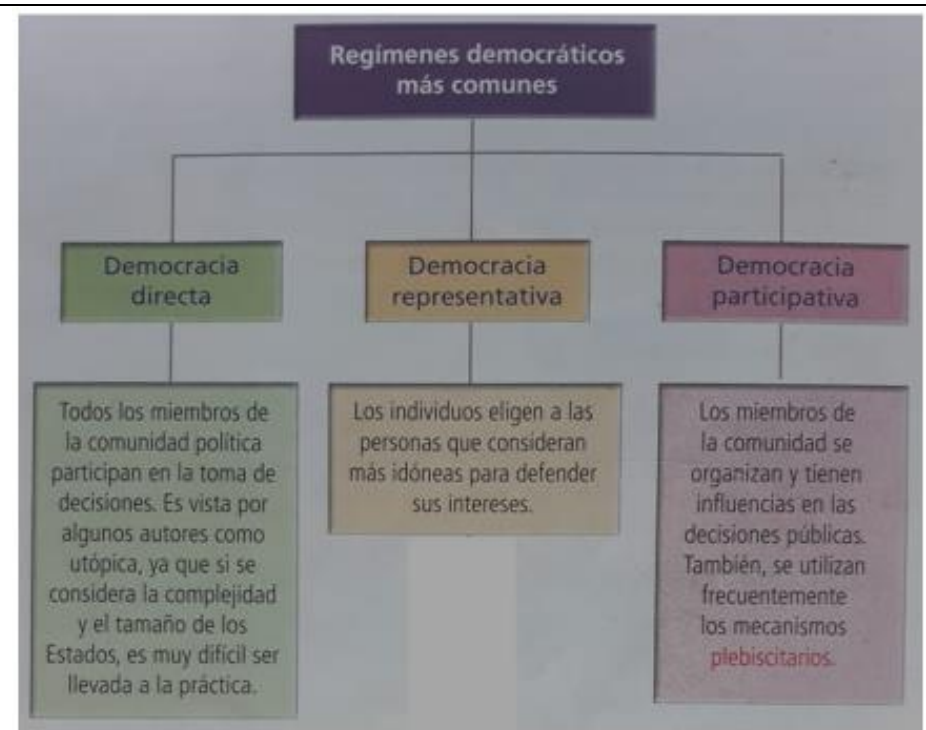 Regímenes democráticos
más comunes
Democracia
directa
Todos los miembros de
la comunidad política
participan en la toma de
decisiones. Es vista por
algunos autores como
utópica, ya que si se
considera la complejidad
y el tamaño de los
Estados, es muy difícil ser
llevada a la práctica.
Democracia
representativa
Los individuos eligen a las
personas que consideran
más idóneas para defender
sus intereses.
Democracia
participativa
Los miembros de
la comunidad se
organizan y tienen
influencias en las
decisiones públicas.
También, se utilizan
frecuentemente
los mecanismos
plebiscitarios.